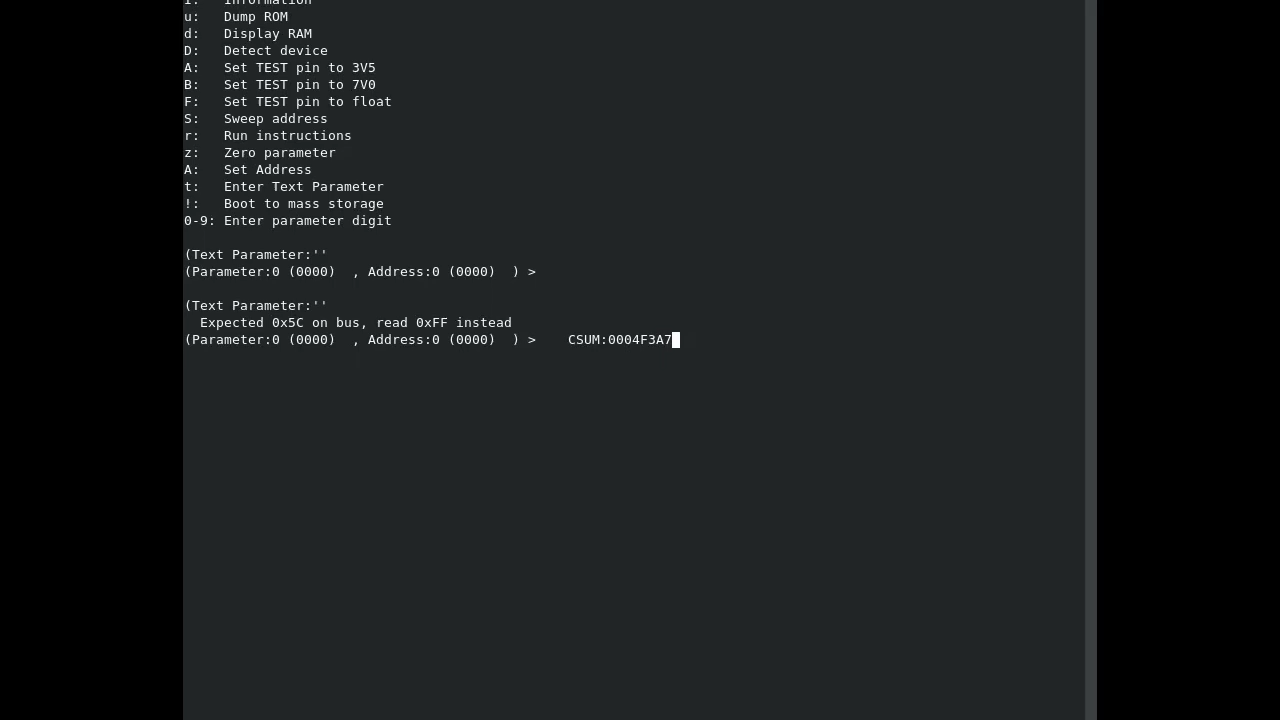 i:   Information
u:   Dump ROM
d:   Display RAM
D:   Detect device
A:   Set TEST pin to 3V5
B:   Set TEST pin to 7V0
F:   Set TEST pin to float
S:   Sweep address
r:   Run instructions
z:   Zero parameter
A:   Set Address
t:   Enter Text Parameter
!:   Boot to mass storage
0-9: Enter parameter digit
(Text Parameter:''
(Parameter:0 (0000)  , Address:0 (0000)  ) >
(Text Parameter:''
  Expected 0x5C on bus, read 0xFF instead
(Parameter:0 (0000)  , Address:0 (0000)  ) >    CSUM:0004F3A7